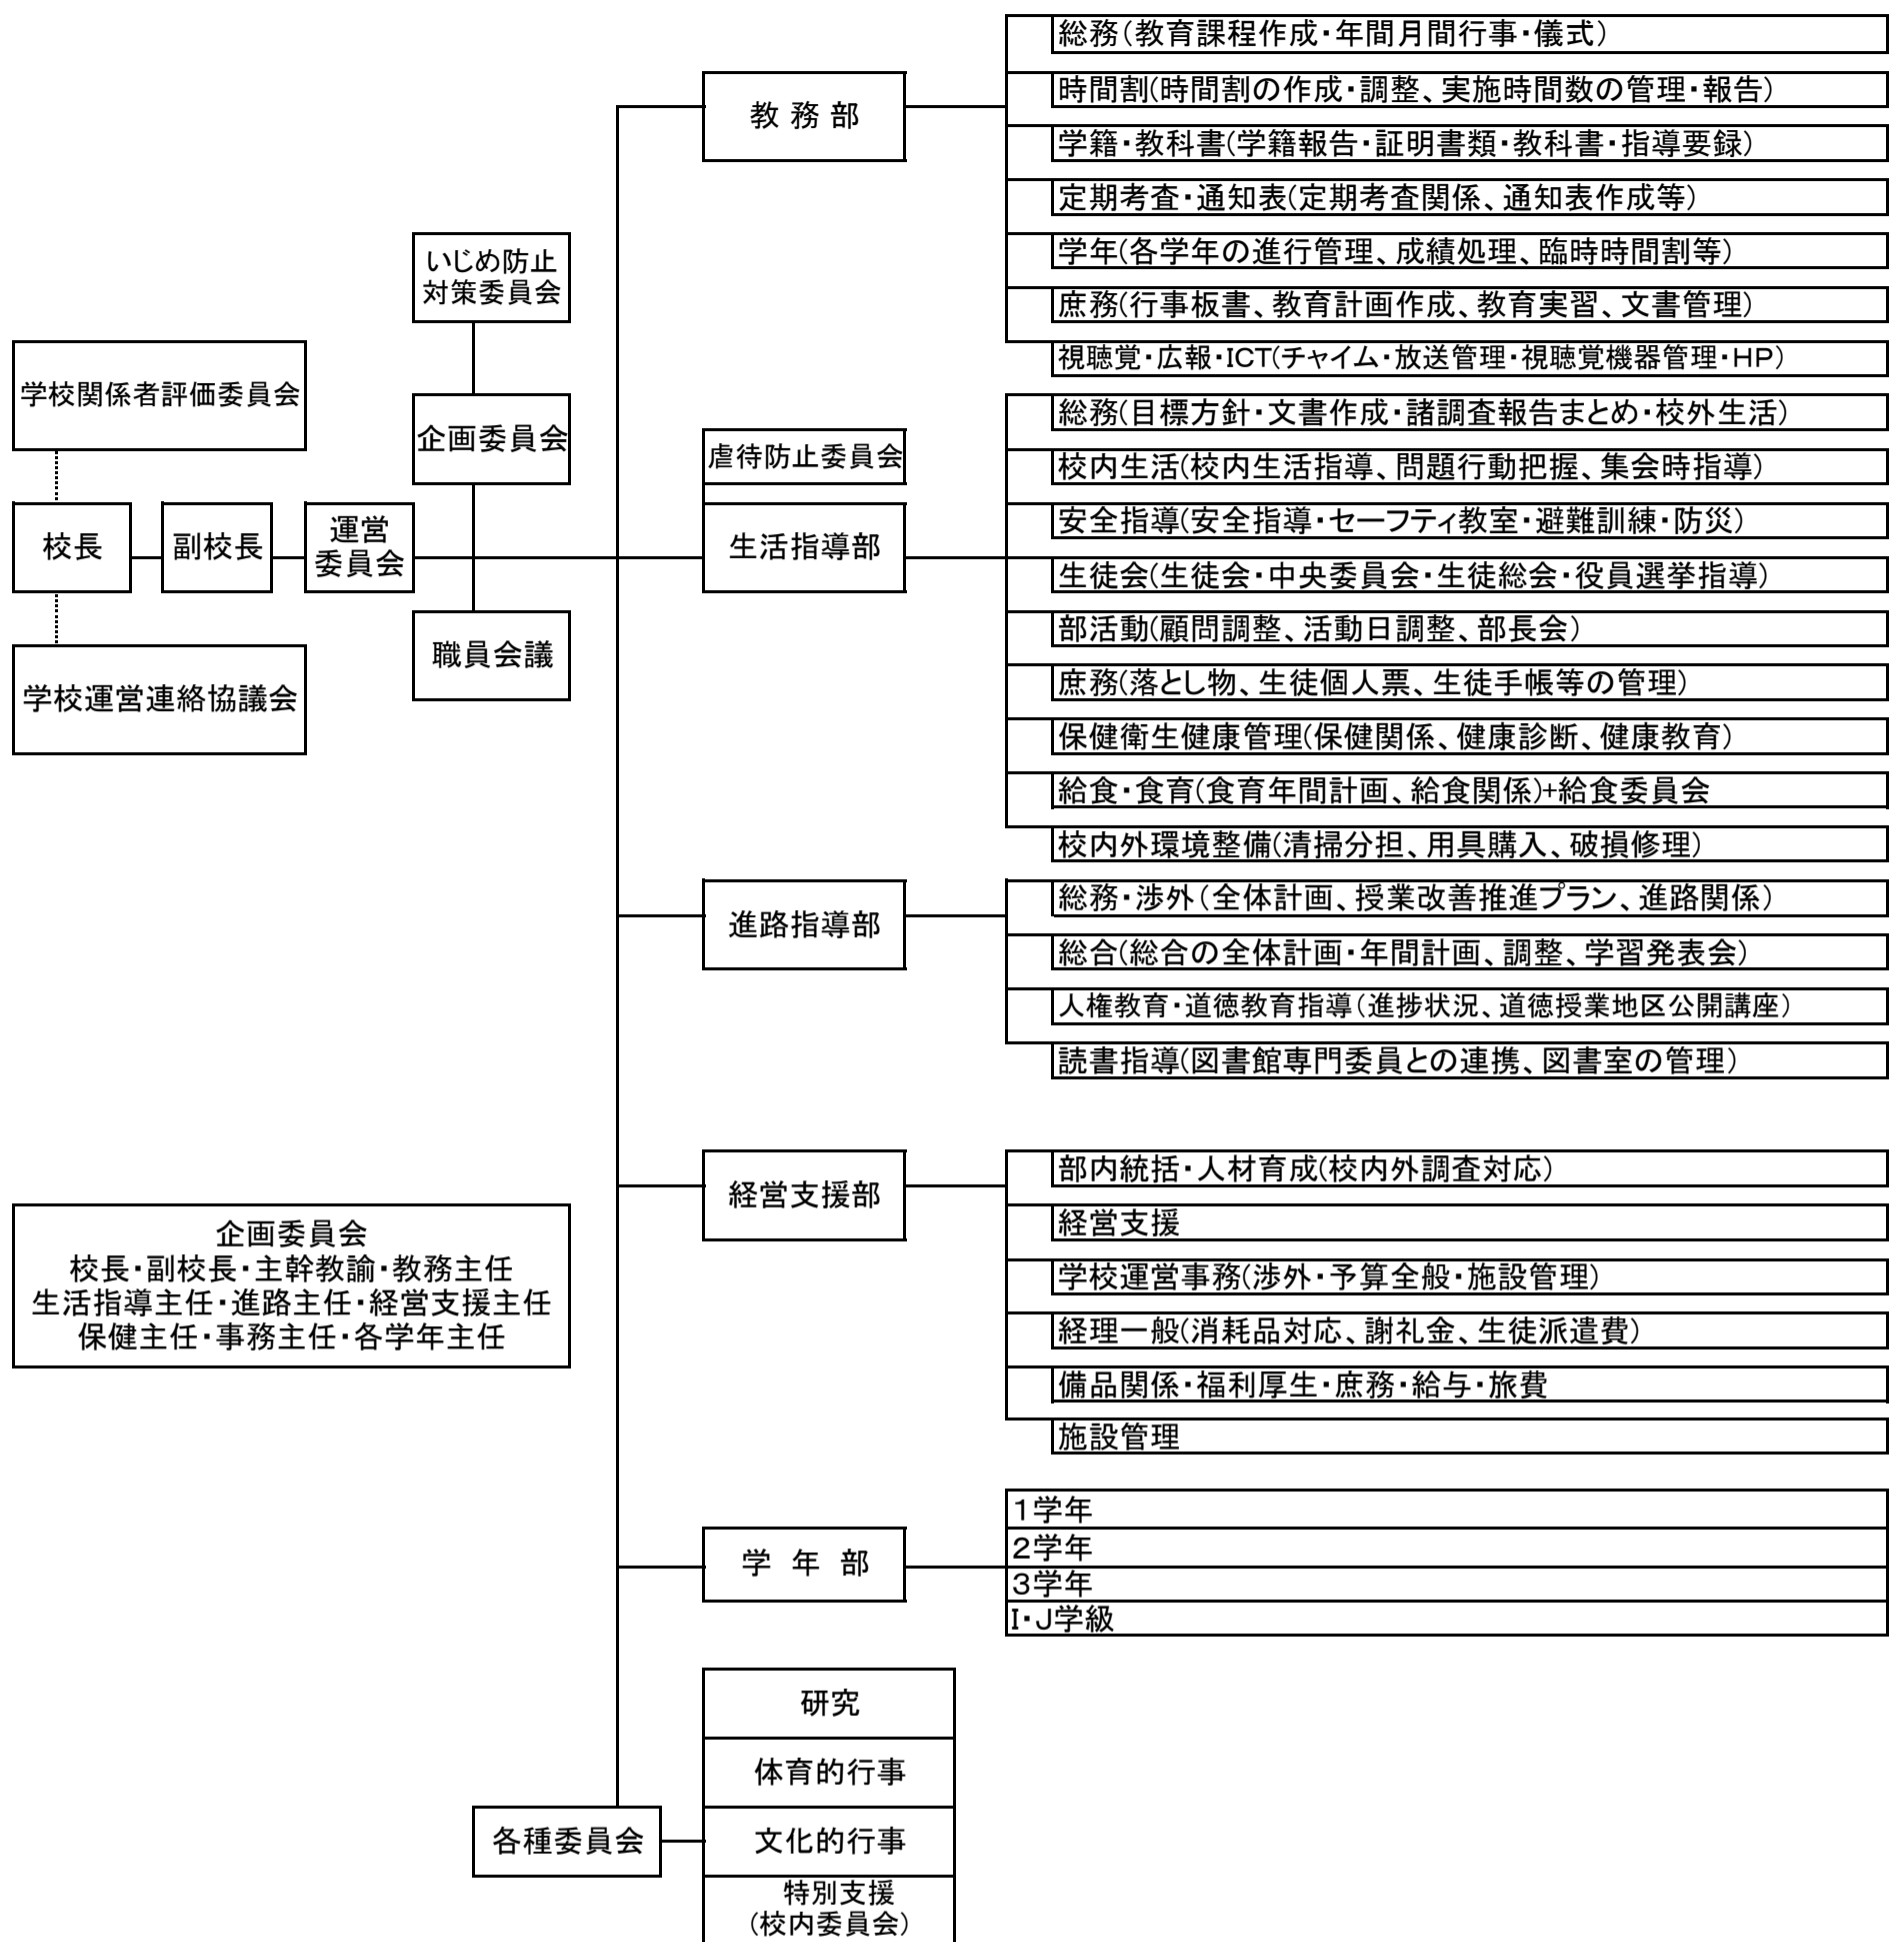 総務(教育課程作成・年間月間行事・儀式)
教 務 部
時間割(時間割の作成・調整、実施時間数の管理・報告)
学籍・教科書(学籍報告・証明書類・教科書・指導要録)
定期考査・通知表(定期考査関係、通知表作成等)
学年(各学年の進行管理、成績処理、臨時時間割等)
庶務(行事板書、教育計画作成、教育実習、文書管理)
視聴覚・広報・ICT(チャイム・放送管理・視聴覚機器管理・HP)
いじめ防止
対策委員会
学校関係者評価委員会
企画委員会
虐待防止委員会
校長
副校長
運営
委員会
生活指導部
職員会議
学校運営連絡協議会
総務(目標方針・文書作成・諸調査報告まとめ・校外生活)
校内生活(校内生活指導、問題行動把握、集会時指導)
安全指導(安全指導・セーフティ教室・避難訓練・防災)
生徒会(生徒会・中央委員会・生徒総会・役員選挙指導)
部活動(顧問調整、活動日調整、部長会)
庶務(落とし物、生徒個人票、生徒手帳等の管理)
保健衛生健康管理(保健関係、健康診断、健康教育)
給食・食育(食育年間計画、給食関係)+給食委員会
校内外環境整備(清掃分担、用具購入、破損修理)
進路指導部
総務・渉外(全体計画、授業改善推進プラン、進路関係)
総合(総合の全体計画・年間計画、調整、学習発表会)
人権教育・道徳教育指導(進捗状況、道徳授業地区公開講座)
読書指導(図書館専門委員との連携、図書室の管理)
経営支援部
部内統括・人材育成(校内外調査対応)
経営支援
学校運営事務(渉外・予算全般・施設管理)
経理一般(消耗品対応、謝礼金、生徒派遣費)
備品関係・福利厚生・庶務・給与・旅費
施設管理
企画委員会
校長・副校長・主幹教諭・教務主任
生活指導主任・進路主任・経営支援主任
保健主任・事務主任・各学年主任
学 年 部
1学年
2学年
3学年
I・J学級
各種委員会
研究
体育的行事
文化的行事
特別支援
(校内委員会)